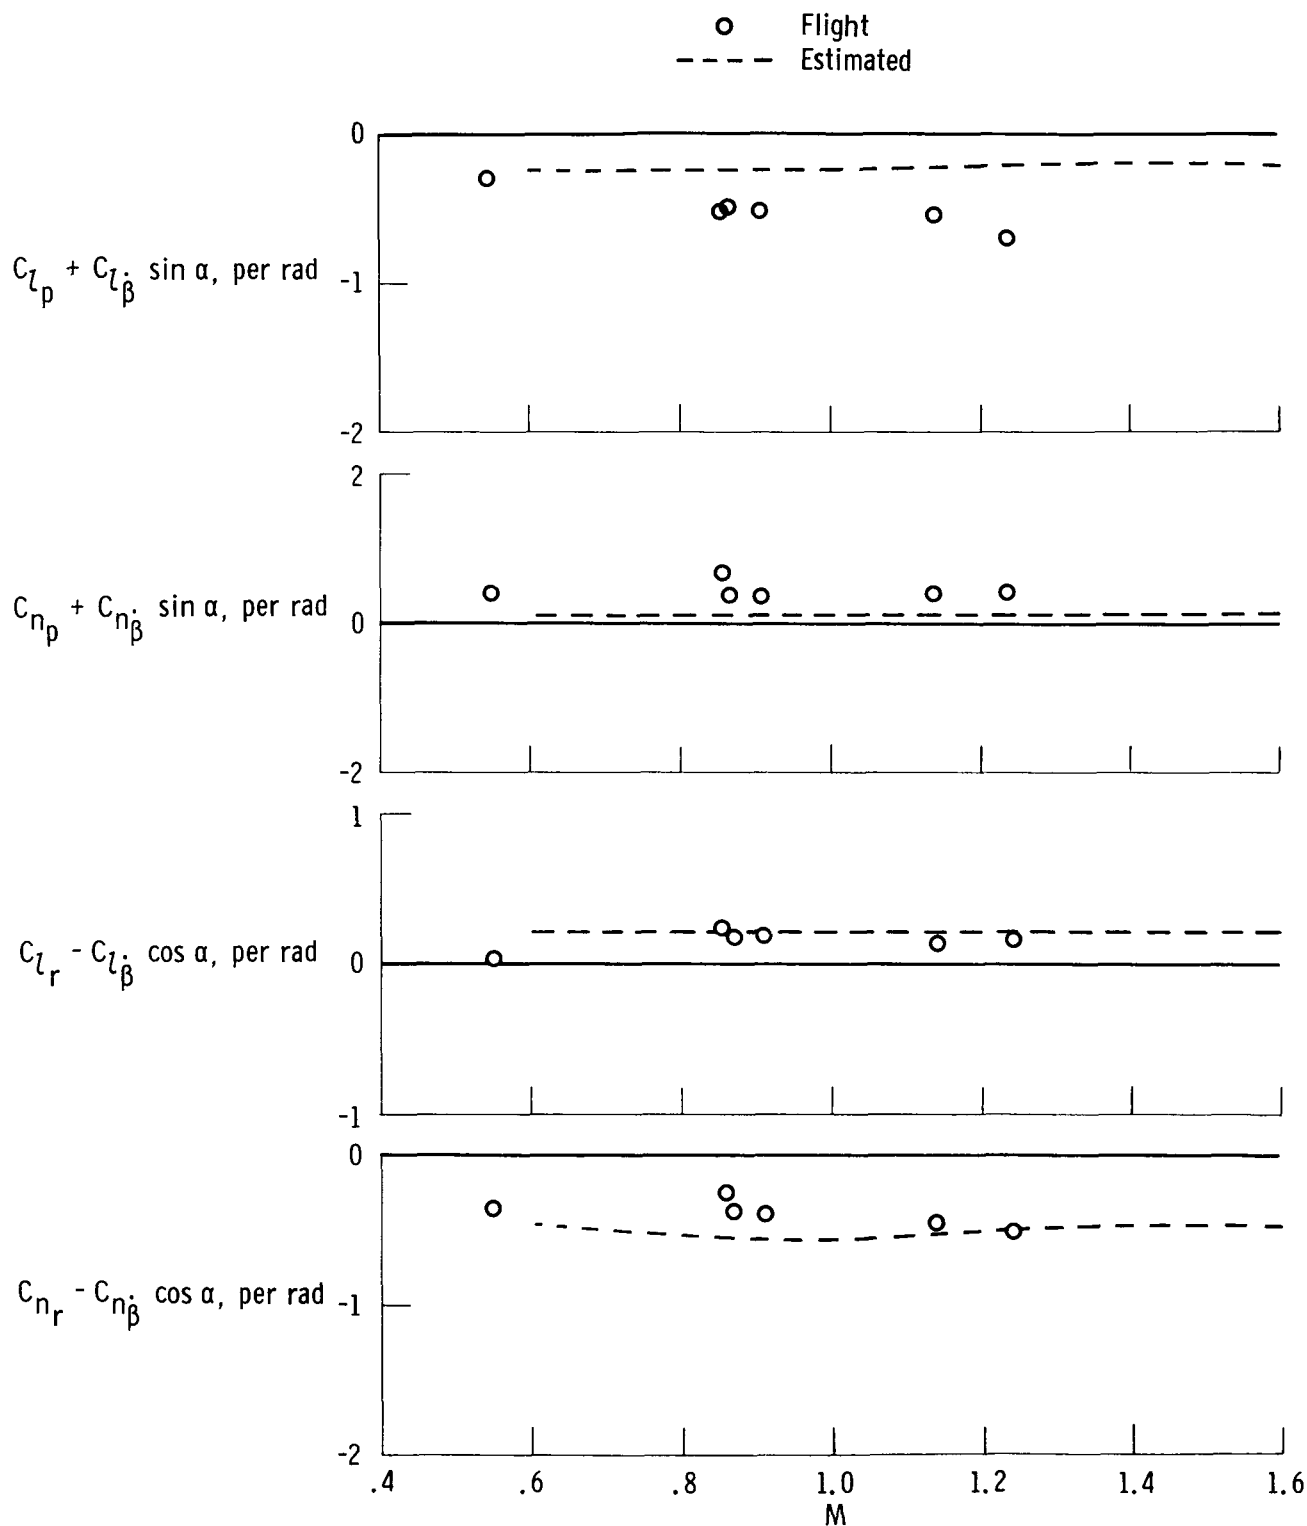 Flight
Estimated
0
C_{l_p} + C_{l_β̇} sin α, per rad
-1
-2
2
C_{n_p} + C_{n_β̇} sin α, per rad
0
-2
1
C_{l_r} - C_{l_β̇} cos α, per rad
0
-1
0
C_{n_r} - C_{n_β̇} cos α, per rad
-1
-2
.4 .6 .8 1.0 1.2 1.4 1.6
M